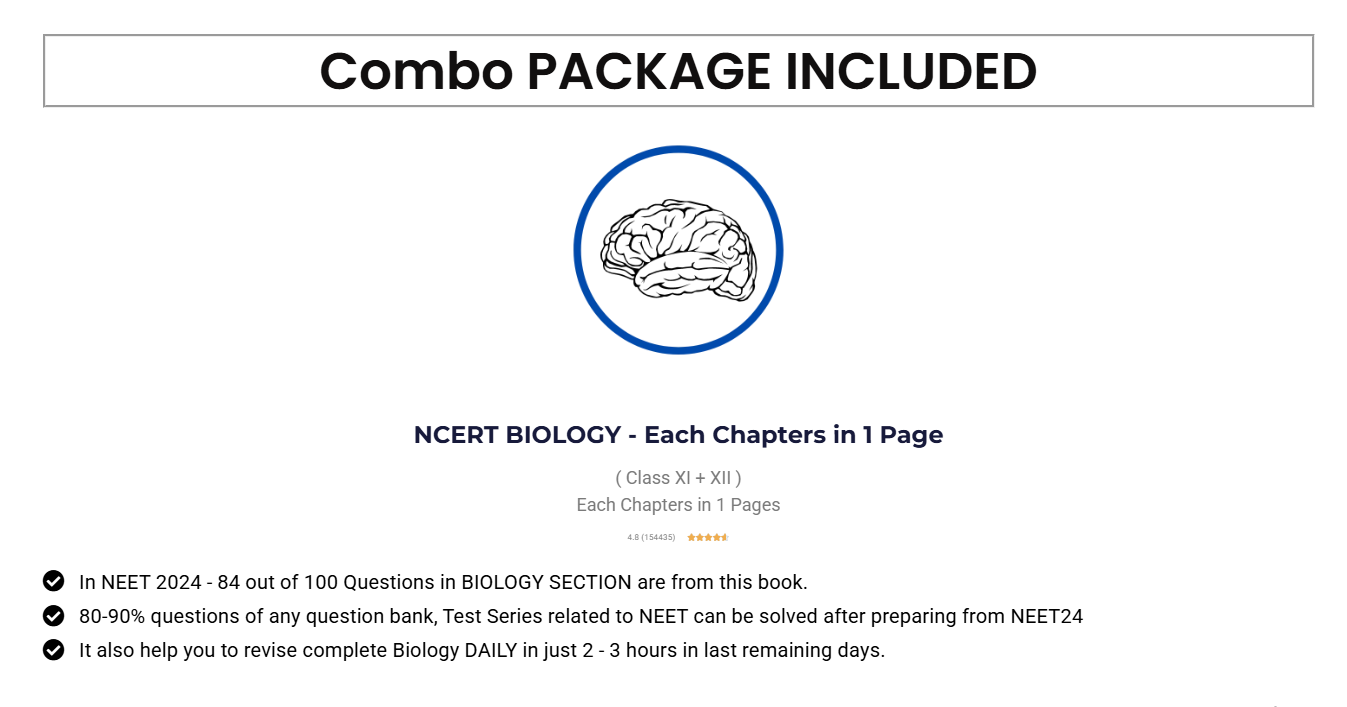 Combo PACKAGE INCLUDED
NCERT BIOLOGY - Each Chapters in 1 Page
( Class XI + XII )
Each Chapters in 1 Pages
4.8 (154435)
In NEET 2024 - 84 out of 100 Questions in BIOLOGY SECTION are from this book.
80-90% questions of any question bank, Test Series related to NEET can be solved after preparing from NEET24
It also help you to revise complete Biology DAILY in just 2 - 3 hours in last remaining days.